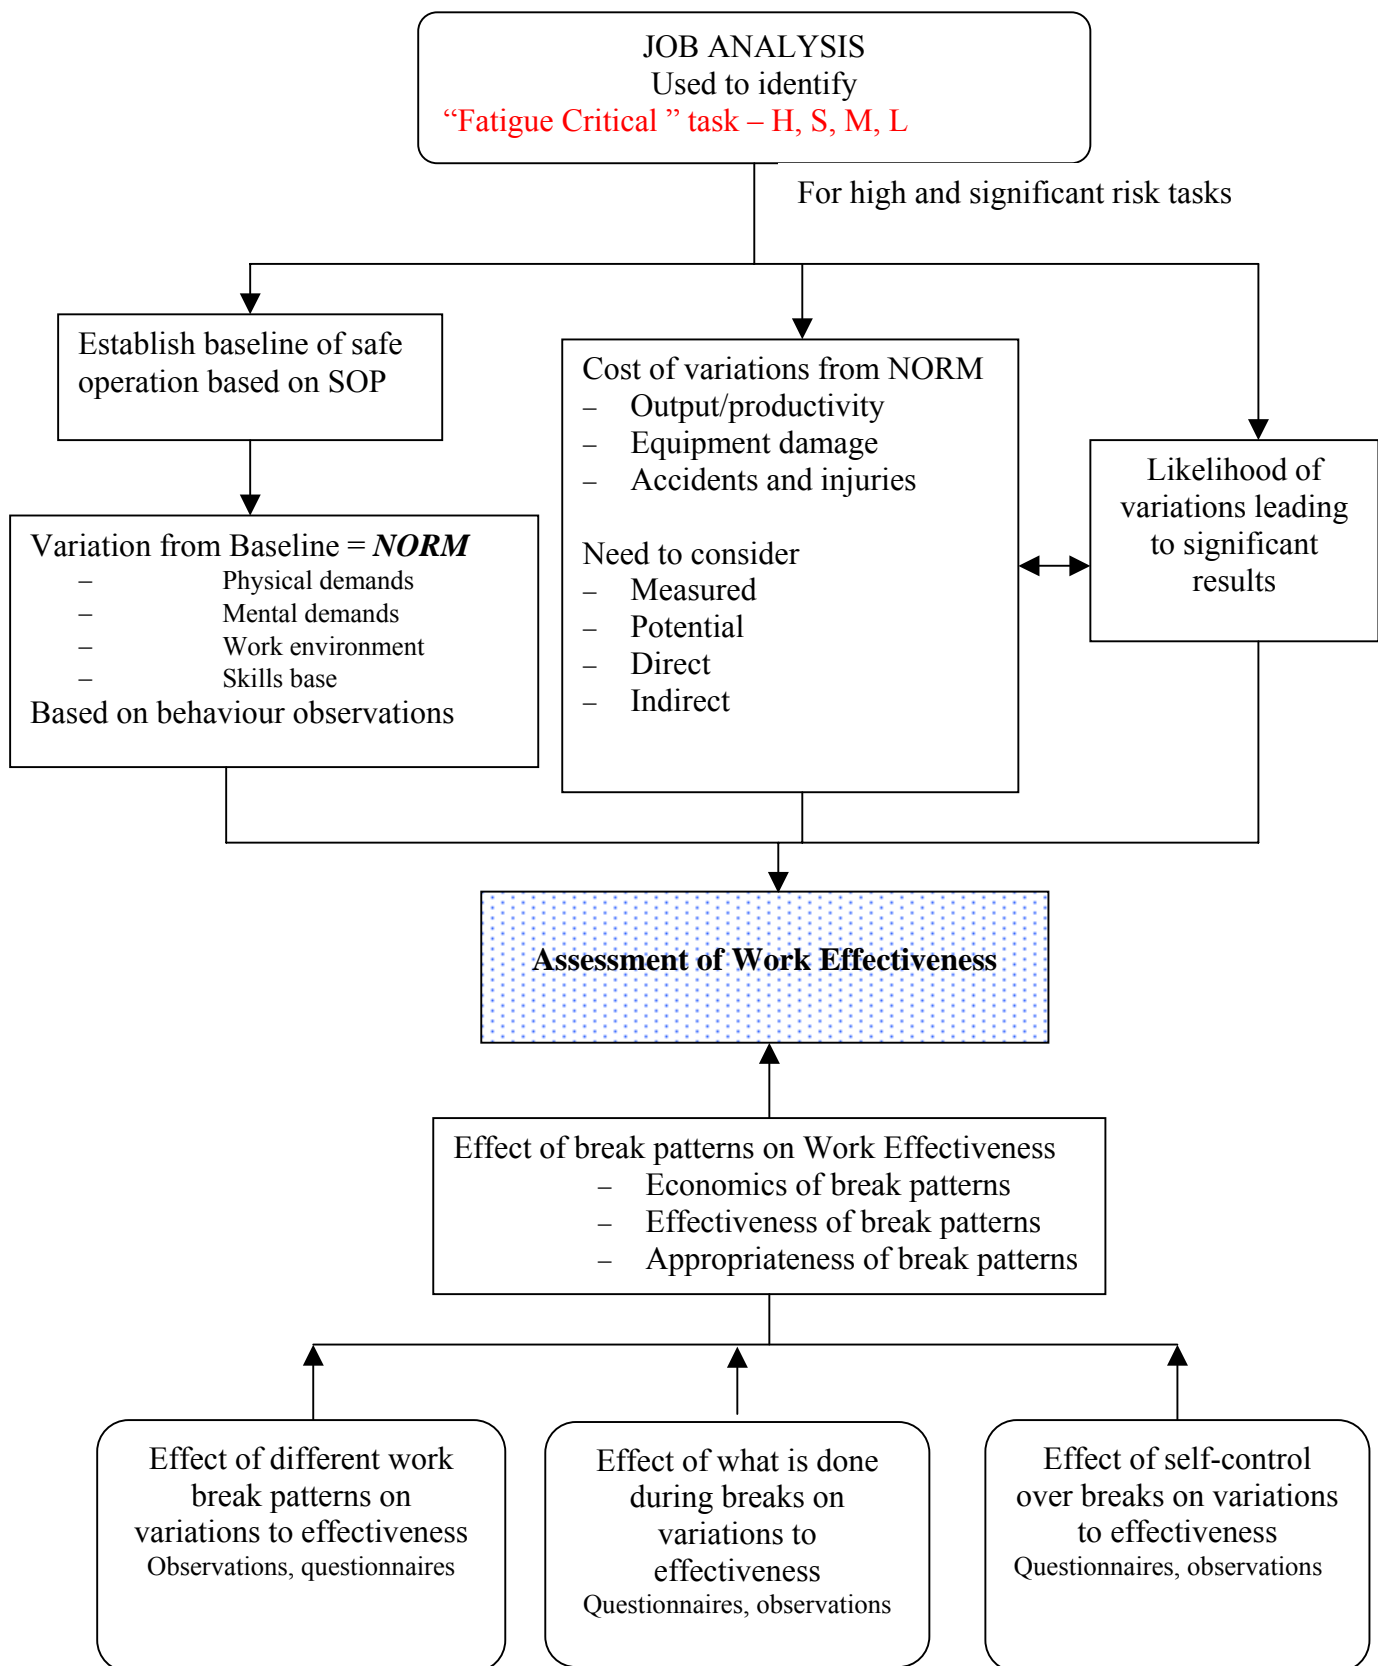 JOB ANALYSIS
Used to identify
“Fatigue Critical ” task – H, S, M, L
For high and significant risk tasks
Establish baseline of safe
operation based on SOP
Variation from Baseline = NORM
– Physical demands
– Mental demands
– Work environment
– Skills base
Based on behaviour observations
Cost of variations from NORM
– Output/productivity
– Equipment damage
– Accidents and injuries
Need to consider
– Measured
– Potential
– Direct
– Indirect
Likelihood of
variations leading
to significant
results
Assessment of Work Effectiveness
Effect of break patterns on Work Effectiveness
– Economics of break patterns
– Effectiveness of break patterns
– Appropriateness of break patterns
Effect of different work
break patterns on
variations to effectiveness
Observations, questionnaires
Effect of what is done
during breaks on
variations to
effectiveness
Questionnaires, observations
Effect of self-control
over breaks on variations
to effectiveness
Questionnaires, observations